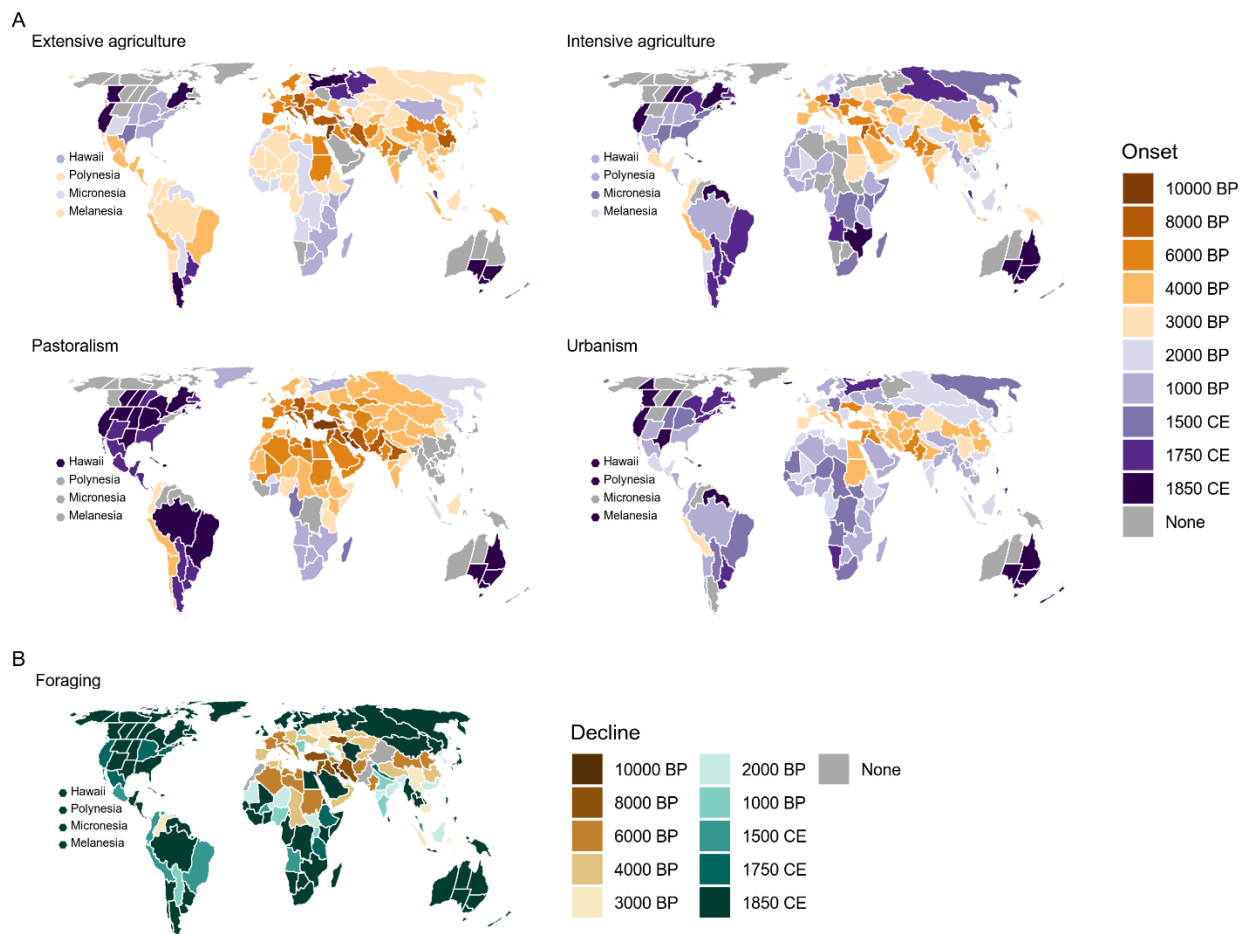 A
Extensive agriculture
Hawaii
Polynesia
Micronesia
Melanesia
Intensive agriculture
Hawaii
Polynesia
Micronesia
Melanesia
Pastoralism
Hawaii
Polynesia
Micronesia
Melanesia
Urbanism
Hawaii
Polynesia
Micronesia
Melanesia
Onset
10000 BP
8000 BP
6000 BP
4000 BP
3000 BP
2000 BP
1000 BP
1500 CE
1750 CE
1850 CE
None
B
Foraging
Hawaii
Polynesia
Micronesia
Melanesia
Decline
10000 BP
8000 BP
6000 BP
4000 BP
3000 BP
2000 BP
1000 BP
1500 CE
1750 CE
1850 CE
None